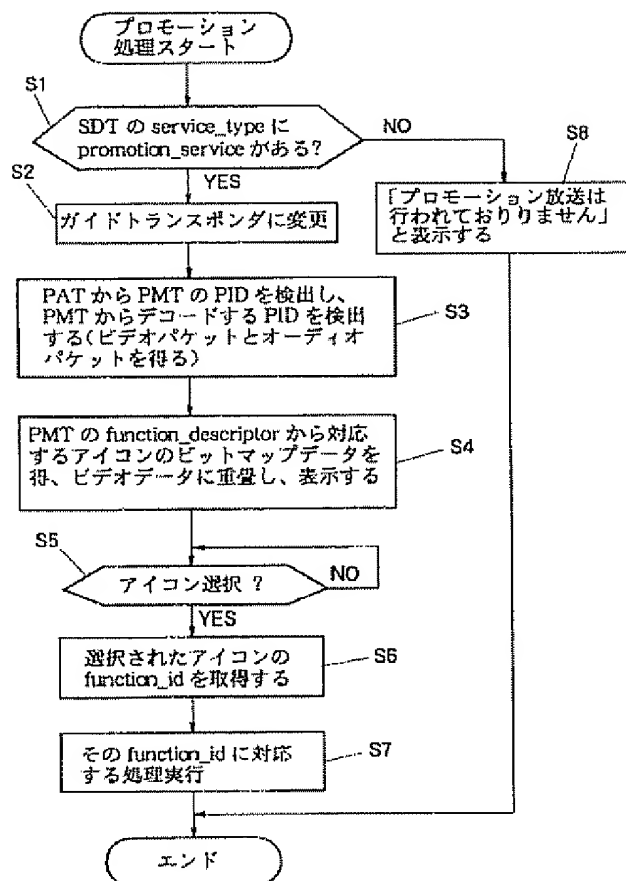 プロモーション
処理スタート
S1
SDT の service_type に
promotion_service がある?
NO
S8
「プロモーション放送は
行われておりりません」
と表示する
S2
YES
ガイドトランスポンダに変更
PAT から PMT の PID を検出し、
PMT からデコードする PID を検出
する(ビデオパケットとオーディオ
パケットを得る)
S3
PMT の function_descriptor から対応
するアイコンのビットマップデータを
得、ビデオデータに重畳し、表示する
S4
S5
アイコン選択 ?
NO
YES
選択されたアイコンの
function_id を取得する
S6
その function_id に対応
する処理実行
S7
エンド